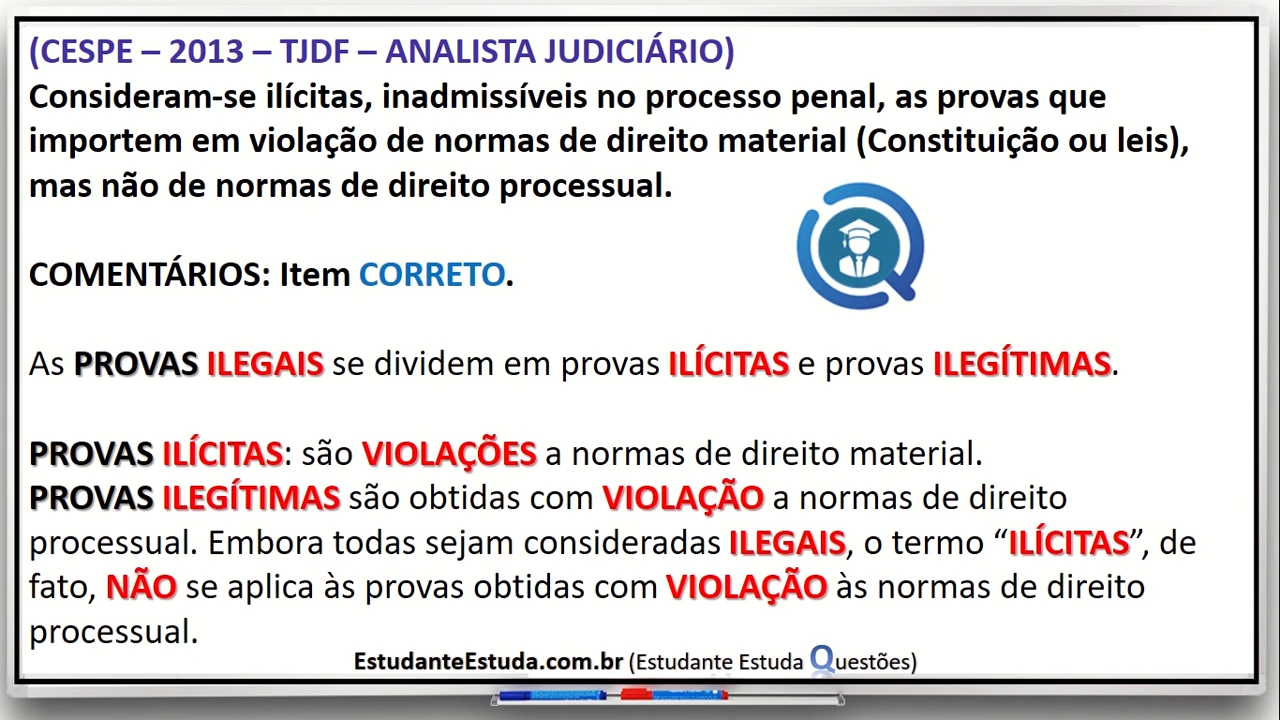 (CESPE – 2013 – TJDF – ANALISTA JUDICIÁRIO)
Consideram-se ilícitas, inadmissíveis no processo penal, as provas que
importem em violação de normas de direito material (Constituição ou leis),
mas não de normas de direito processual.
COMENTÁRIOS: Item CORRETO.
As PROVAS ILEGAIS se dividem em provas ILÍCITAS e provas ILEGÍTIMAS.
PROVAS ILÍCITAS: são VIOLAÇÕES a normas de direito material.
PROVAS ILEGÍTIMAS são obtidas com VIOLAÇÃO a normas de direito
processual. Embora todas sejam consideradas ILEGAIS, o termo “ILÍCITAS”, de
fato, NÃO se aplica às provas obtidas com VIOLAÇÃO às normas de direito
processual.
EstudanteEstuda.com.br (Estudante Estuda Questões)